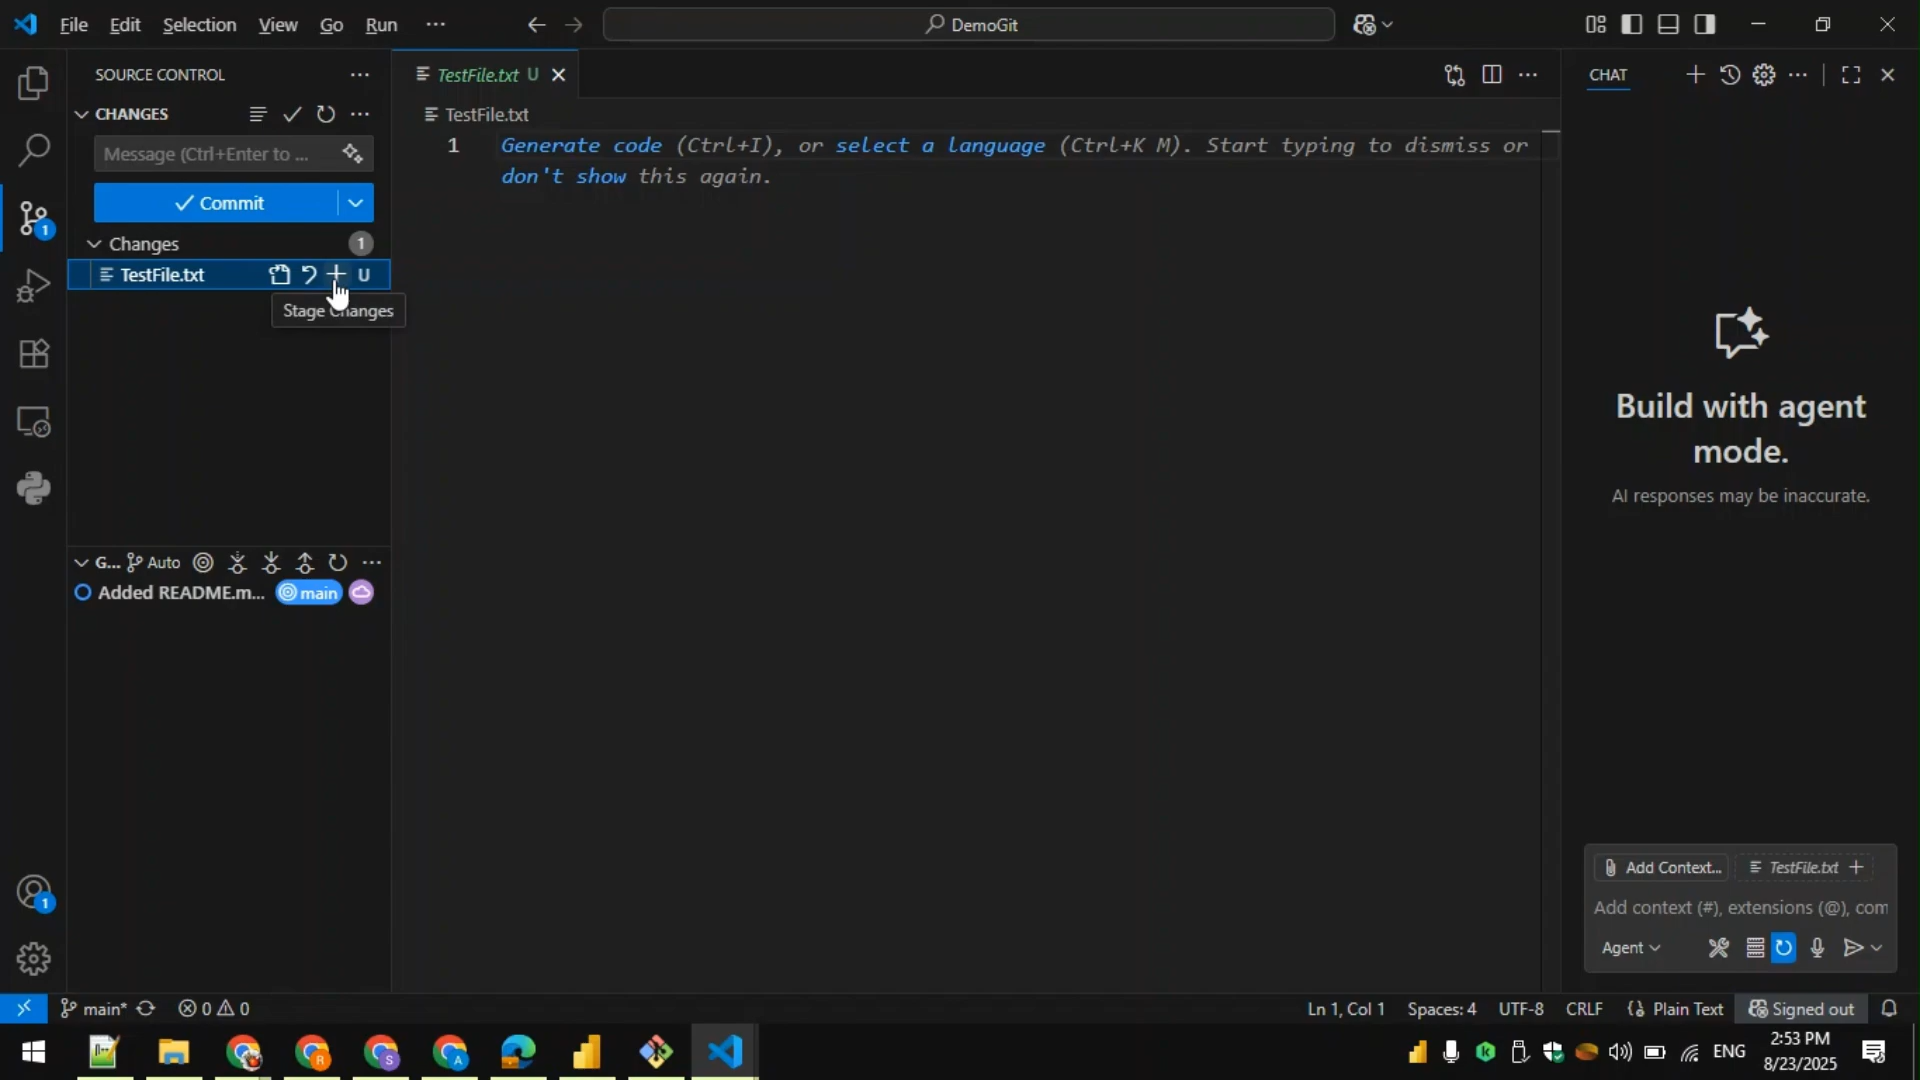 File Edit Selection View Go Run
DemoGit
SOURCE CONTROL
CHANGES
Message (Ctrl+Enter to ...
Commit
Changes 1
TestFile.txt U
Stage Changes
1
G... Auto
Added README.m... main
1
TestFile.txt U
TestFile.txt
1 Generate code (Ctrl+I), or select a language (Ctrl+K M). Start typing to dismiss or
don't show this again.
CHAT
Build with agent
mode.
AI responses may be inaccurate.
Add Context... TestFile.txt
Add context (#), extensions (@), com
Agent
main* 0 0
Ln 1, Col 1 Spaces: 4 UTF-8 CRLF Plain Text Signed out
R S A
ENG
2:53 PM
8/23/2025